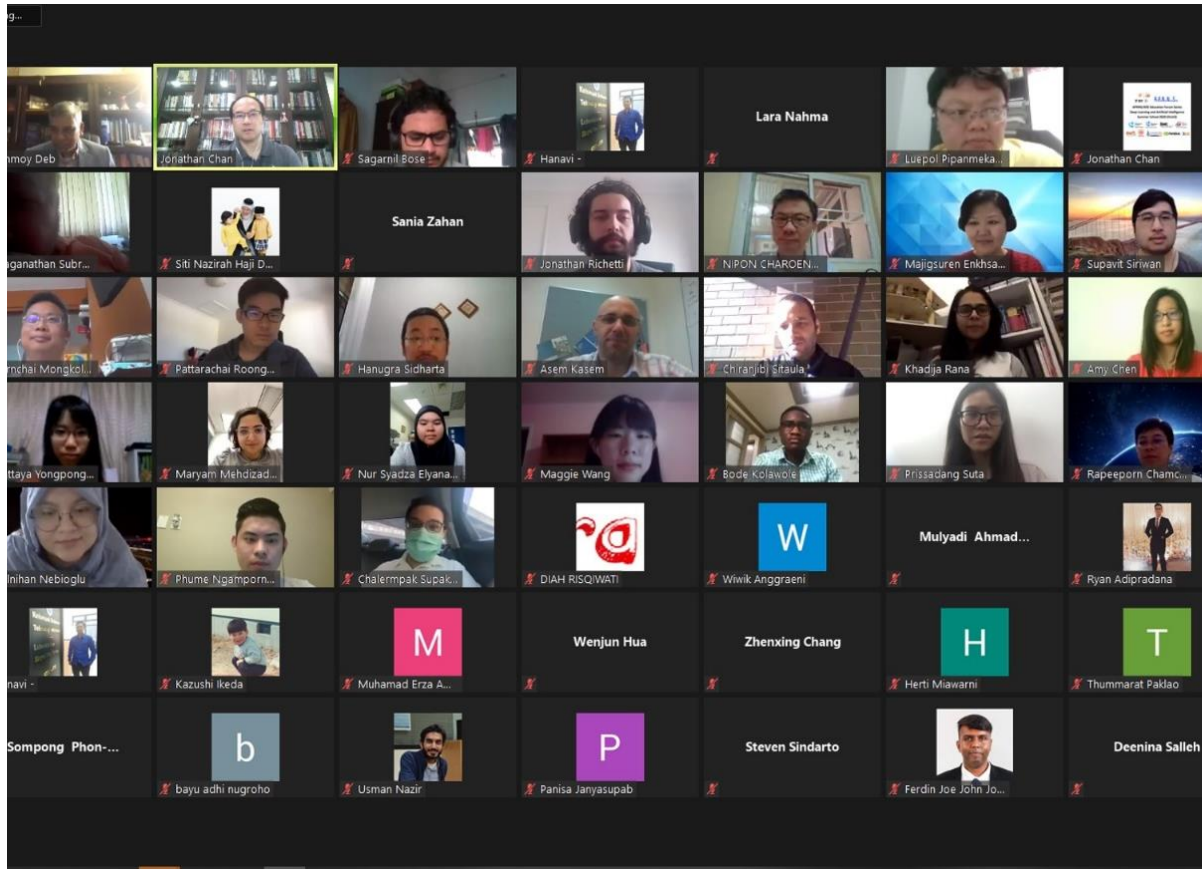 g...
nmoy Deb
Jonathan Chan
Sagarnil Bose
Hanavi -
Lara Nahma
Luepol Pipanmeka...
Jonathan Chan
aganathan Subr...
Siti Nazirah Haji D...
Sania Zahan
Jonathan Richetti
NIPON CHAROEN...
Majigsuren Enkhsa...
Supavit Siriwan
rnchai Mongkol...
Pattarachai Roong...
Hanugra Sidharta
Asem Kasem
Chiranjibi Sitaula
Khadija Rana
Amy Chen
ttaya Yongpong...
Maryam Mehdizad...
Nur Syadza Elyana...
Maggie Wang
Bode Kolawole
Prissadang Suta
Rapeeporn Chamc...
lnihan Nebioglu
Phume Ngamporn...
Chalermpak Supak...
DIAH RISQIWATI
W
Wiwik Anggraeni
Mulyadi Ahmad...
Ryan Adipradana
navi -
Kazushi Ikeda
M
Muhamad Erza A...
Wenjun Hua
Zhenxing Chang
H
Herti Miawarni
T
Thummarat Paklao
Sompong Phon-...
b
bayu adhi nugroho
Usman Nazir
P
Panisa Janyasupab
Steven Sindarto
Ferdin Joe John Jo...
Deenina Salleh